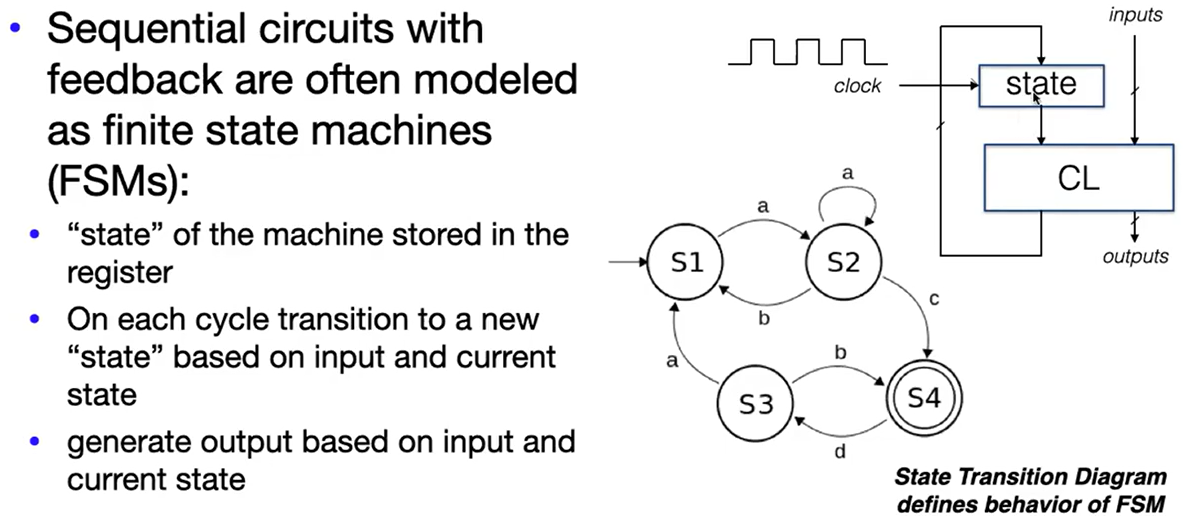 Sequential circuits with
feedback are often modeled
as finite state machines
(FSMs):
“state” of the machine stored in the
register
On each cycle transition to a new
“state” based on input and current
state
generate output based on input and
current state
inputs
clock
state
CL
outputs
a
a
S1
S2
b
c
a
b
S3
S4
d
State Transition Diagram
defines behavior of FSM